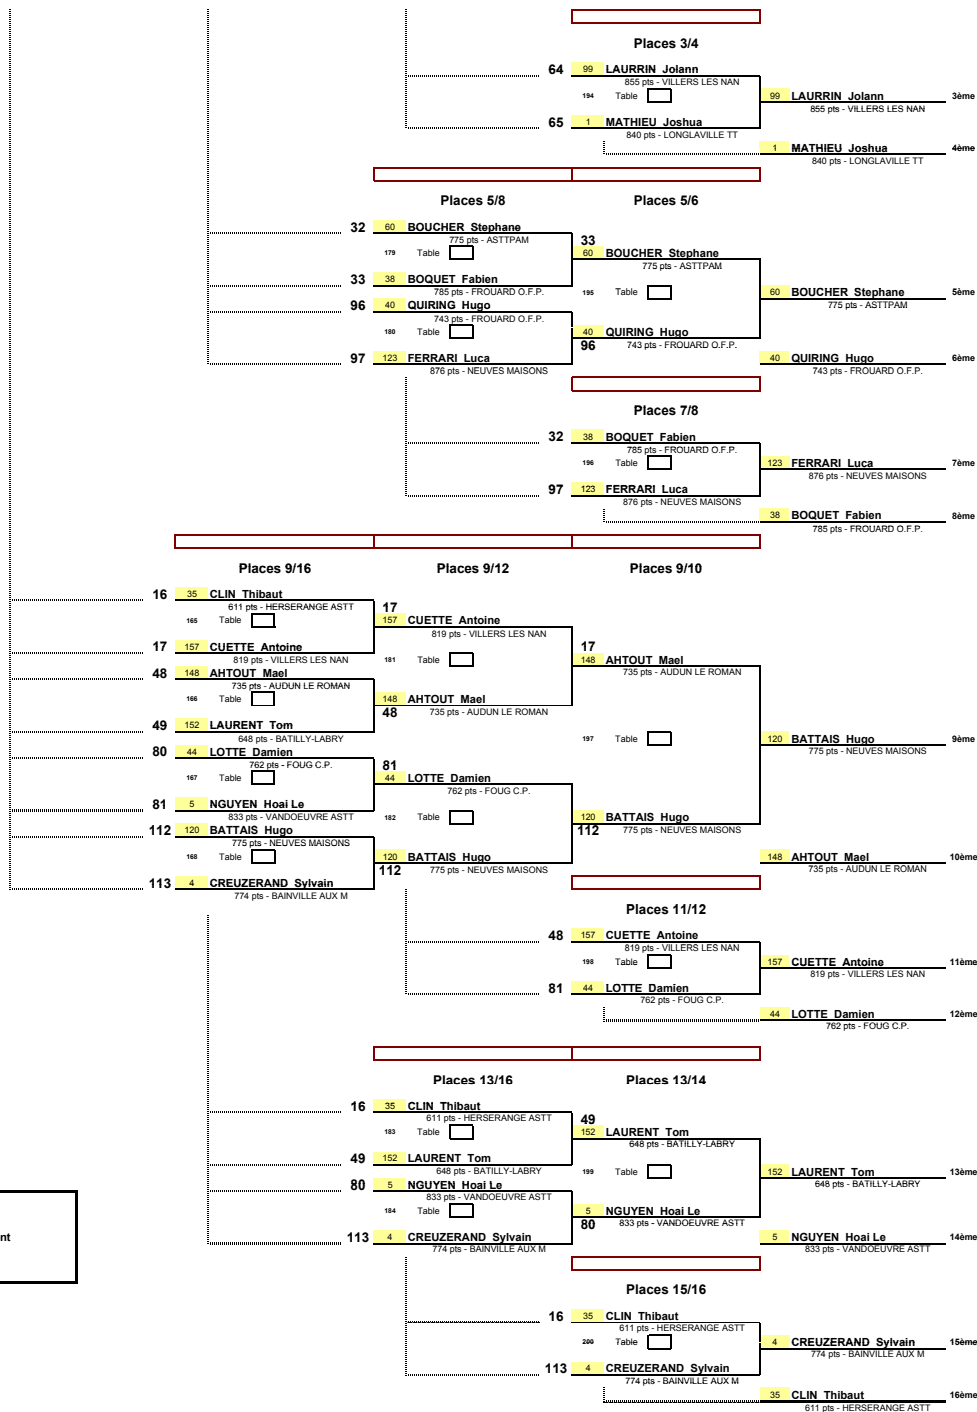 Places 3/4
64 99 LAURRIN Jolann
855 pts - VILLERS LES NAN
194 Table
99 LAURRIN Jolann 3ème
855 pts - VILLERS LES NAN
65 1 MATHIEU Joshua
840 pts - LONGLAVILLE TT
1 MATHIEU Joshua 4ème
840 pts - LONGLAVILLE TT
Places 5/8 Places 5/6
32 60 BOUCHER Stephane
775 pts - ASTTPAM
33
179 Table
60 BOUCHER Stephane
775 pts - ASTTPAM
33 38 BOQUET Fabien
785 pts - FROUARD O.F.P.
195 Table
60 BOUCHER Stephane 5ème
775 pts - ASTTPAM
96 40 QUIRING Hugo
743 pts - FROUARD O.F.P.
180 Table
40 QUIRING Hugo
96 743 pts - FROUARD O.F.P.
97 123 FERRARI Luca
876 pts - NEUVES MAISONS
40 QUIRING Hugo 6ème
743 pts - FROUARD O.F.P.
Places 7/8
32 38 BOQUET Fabien
785 pts - FROUARD O.F.P.
196 Table
123 FERRARI Luca 7ème
876 pts - NEUVES MAISONS
97 123 FERRARI Luca
876 pts - NEUVES MAISONS
38 BOQUET Fabien 8ème
785 pts - FROUARD O.F.P.
Places 9/16 Places 9/12 Places 9/10
16 35 CLIN Thibaut
611 pts - HERSERANGE ASTT
17
165 Table
157 CUETTE Antoine
819 pts - VILLERS LES NAN
17 157 CUETTE Antoine
819 pts - VILLERS LES NAN
17
181 Table
148 AHTOUT Mael
735 pts - AUDUN LE ROMAN
48 148 AHTOUT Mael
735 pts - AUDUN LE ROMAN
166 Table
148 AHTOUT Mael
48 735 pts - AUDUN LE ROMAN
49 152 LAURENT Tom
648 pts - BATILLY-LABRY
197 Table
120 BATTAIS Hugo 9ème
775 pts - NEUVES MAISONS
80 44 LOTTE Damien
762 pts - FOUG C.P.
81
167 Table
44 LOTTE Damien
762 pts - FOUG C.P.
81 5 NGUYEN Hoai Le
833 pts - VANDOEUVRE ASTT
182 Table
120 BATTAIS Hugo
112 775 pts - NEUVES MAISONS
112 120 BATTAIS Hugo
775 pts - NEUVES MAISONS
168 Table
120 BATTAIS Hugo
112 775 pts - NEUVES MAISONS
148 AHTOUT Mael 10ème
735 pts - AUDUN LE ROMAN
113 4 CREUZERAND Sylvain
774 pts - BAINVILLE AUX M
Places 11/12
48 157 CUETTE Antoine
819 pts - VILLERS LES NAN
198 Table
157 CUETTE Antoine 11ème
819 pts - VILLERS LES NAN
81 44 LOTTE Damien
762 pts - FOUG C.P.
44 LOTTE Damien 12ème
762 pts - FOUG C.P.
Places 13/16 Places 13/14
16 35 CLIN Thibaut
611 pts - HERSERANGE ASTT
49
183 Table
152 LAURENT Tom
648 pts - BATILLY-LABRY
49 152 LAURENT Tom
648 pts - BATILLY-LABRY
199 Table
152 LAURENT Tom 13ème
648 pts - BATILLY-LABRY
80 5 NGUYEN Hoai Le
833 pts - VANDOEUVRE ASTT
184 Table
5 NGUYEN Hoai Le
80 833 pts - VANDOEUVRE ASTT
nt
113 4 CREUZERAND Sylvain
774 pts - BAINVILLE AUX M
5 NGUYEN Hoai Le 14ème
833 pts - VANDOEUVRE ASTT
Places 15/16
16 35 CLIN Thibaut
611 pts - HERSERANGE ASTT
200 Table
4 CREUZERAND Sylvain 15ème
774 pts - BAINVILLE AUX M
113 4 CREUZERAND Sylvain
774 pts - BAINVILLE AUX M
35 CLIN Thibaut 16ème
611 pts - HERSERANGE ASTT